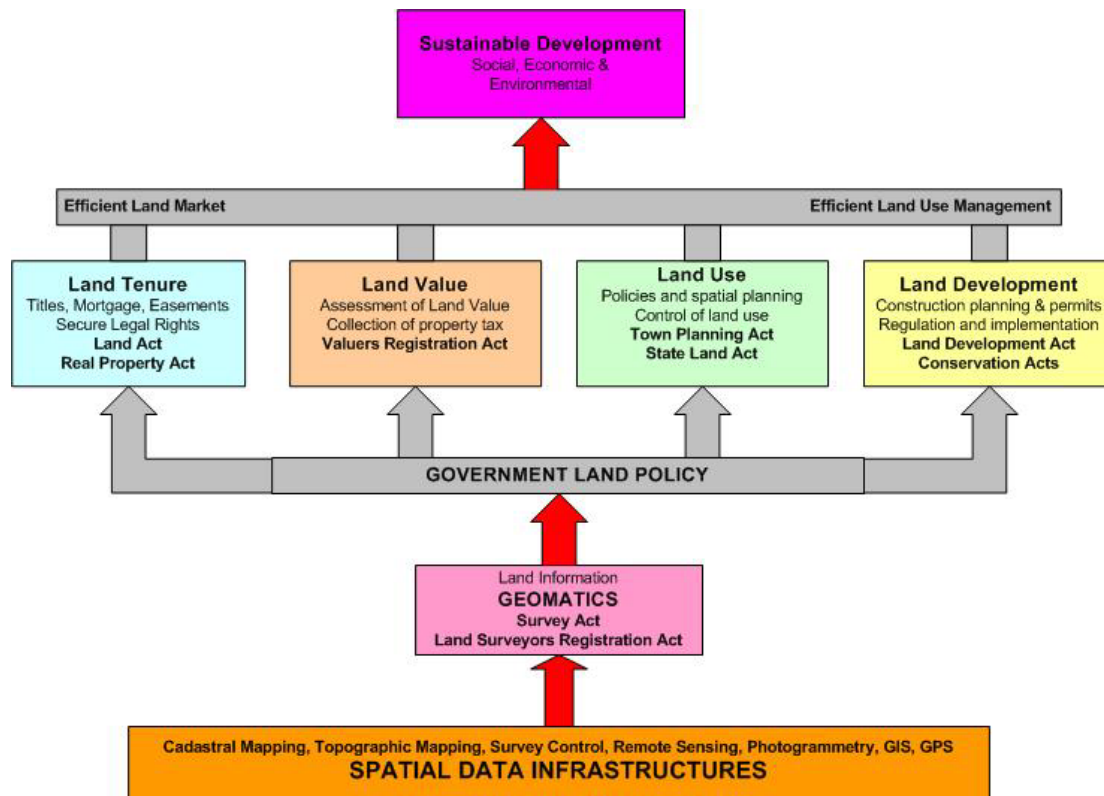 Sustainable Development
Social, Economic &
Environmental
Efficient Land Market
Efficient Land Use Management
Land Tenure
Titles, Mortgage, Easements
Secure Legal Rights
Land Act
Real Property Act
Land Value
Assessment of Land Value
Collection of property tax
Valuers Registration Act
Land Use
Policies and spatial planning
Control of land use
Town Planning Act
State Land Act
Land Development
Construction planning & permits
Regulation and implementation
Land Development Act
Conservation Acts
GOVERNMENT LAND POLICY
Land Information
GEOMATICS
Survey Act
Land Surveyors Registration Act
Cadastral Mapping, Topographic Mapping, Survey Control, Remote Sensing, Photogrammetry, GIS, GPS
SPATIAL DATA INFRASTRUCTURES